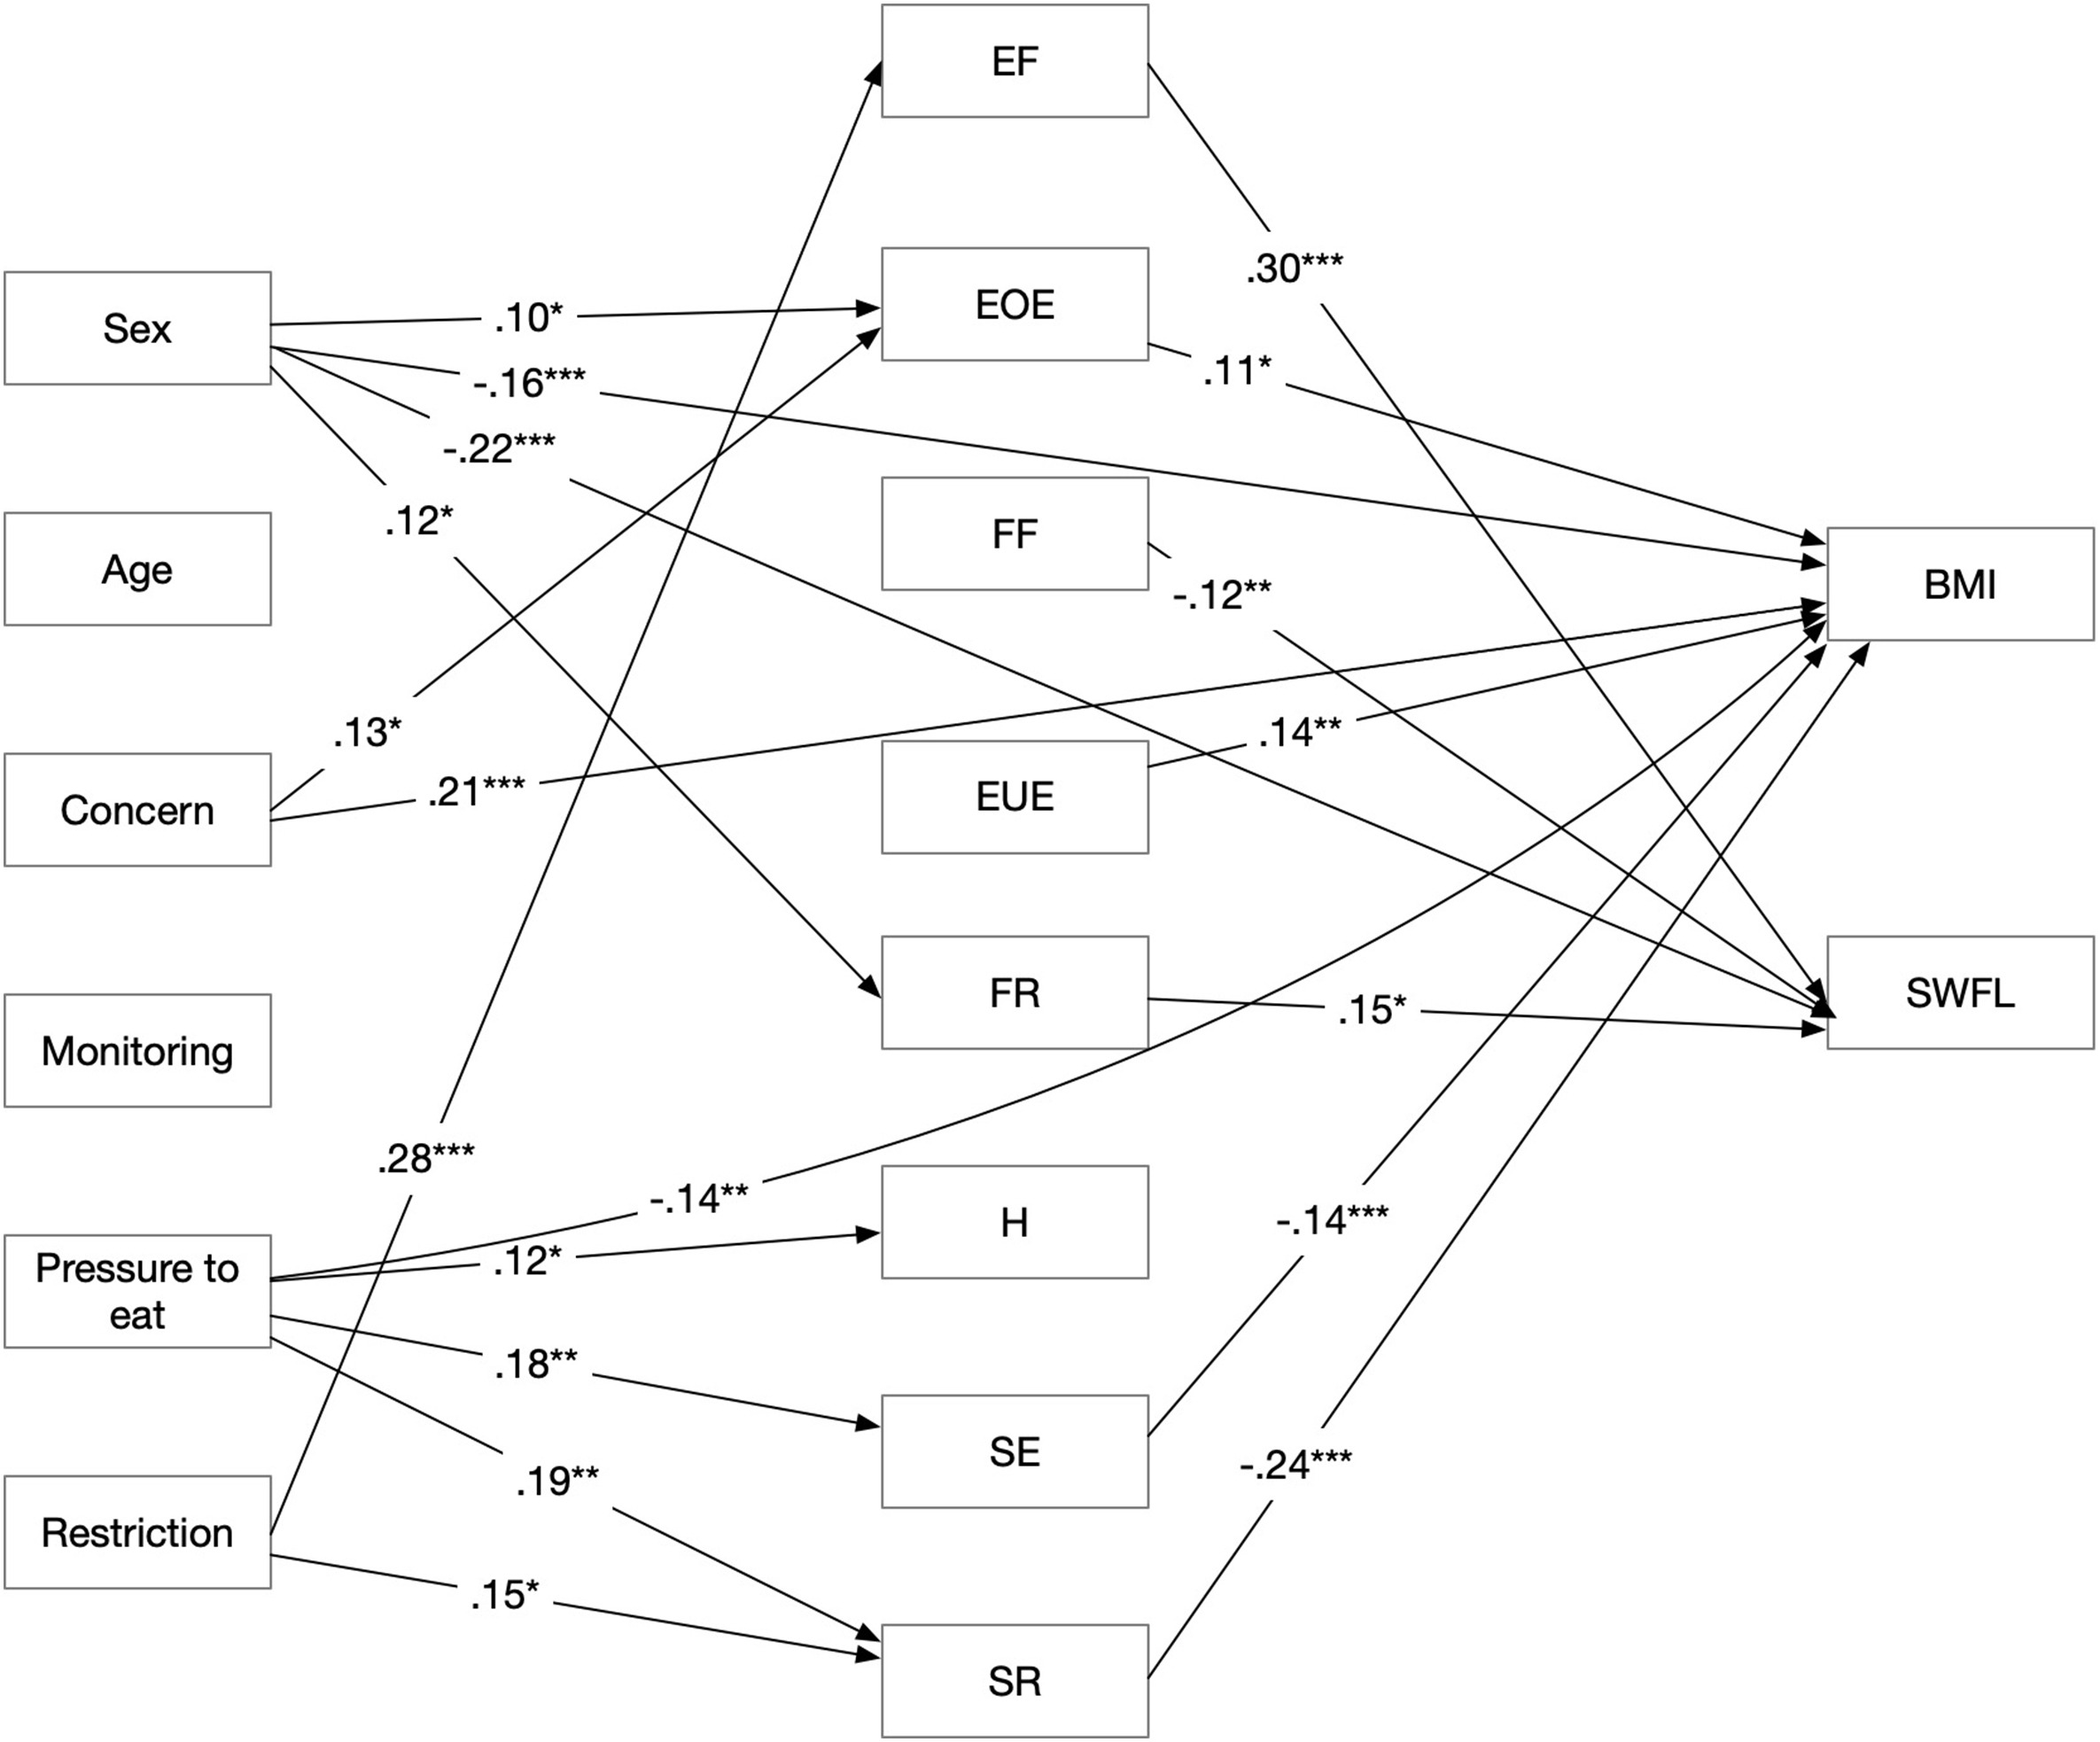 EF
.30***
Sex
.10*
EOE
-.16***
.11*
-.22***
.12*
FF
-.12**
Age
BMI
.13*
.14**
Concern
.21***
EUE
FR
.15*
SWFL
Monitoring
.28***
-.14**
H
-.14***
Pressure to
eat
.12*
.18**
SE
.19**
-.24***
Restriction
.15*
SR